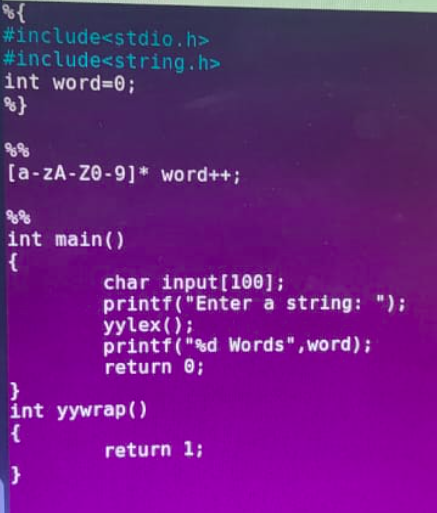 %{
#include<stdio.h>
#include<string.h>
int word=0;
%}
%%
[a-zA-Z0-9]* word++;
%%
int main()
{
char input[100];
printf("Enter a string: ");
yylex();
printf("%d Words",word);
return 0;
}
int yywrap()
{
return 1;
}